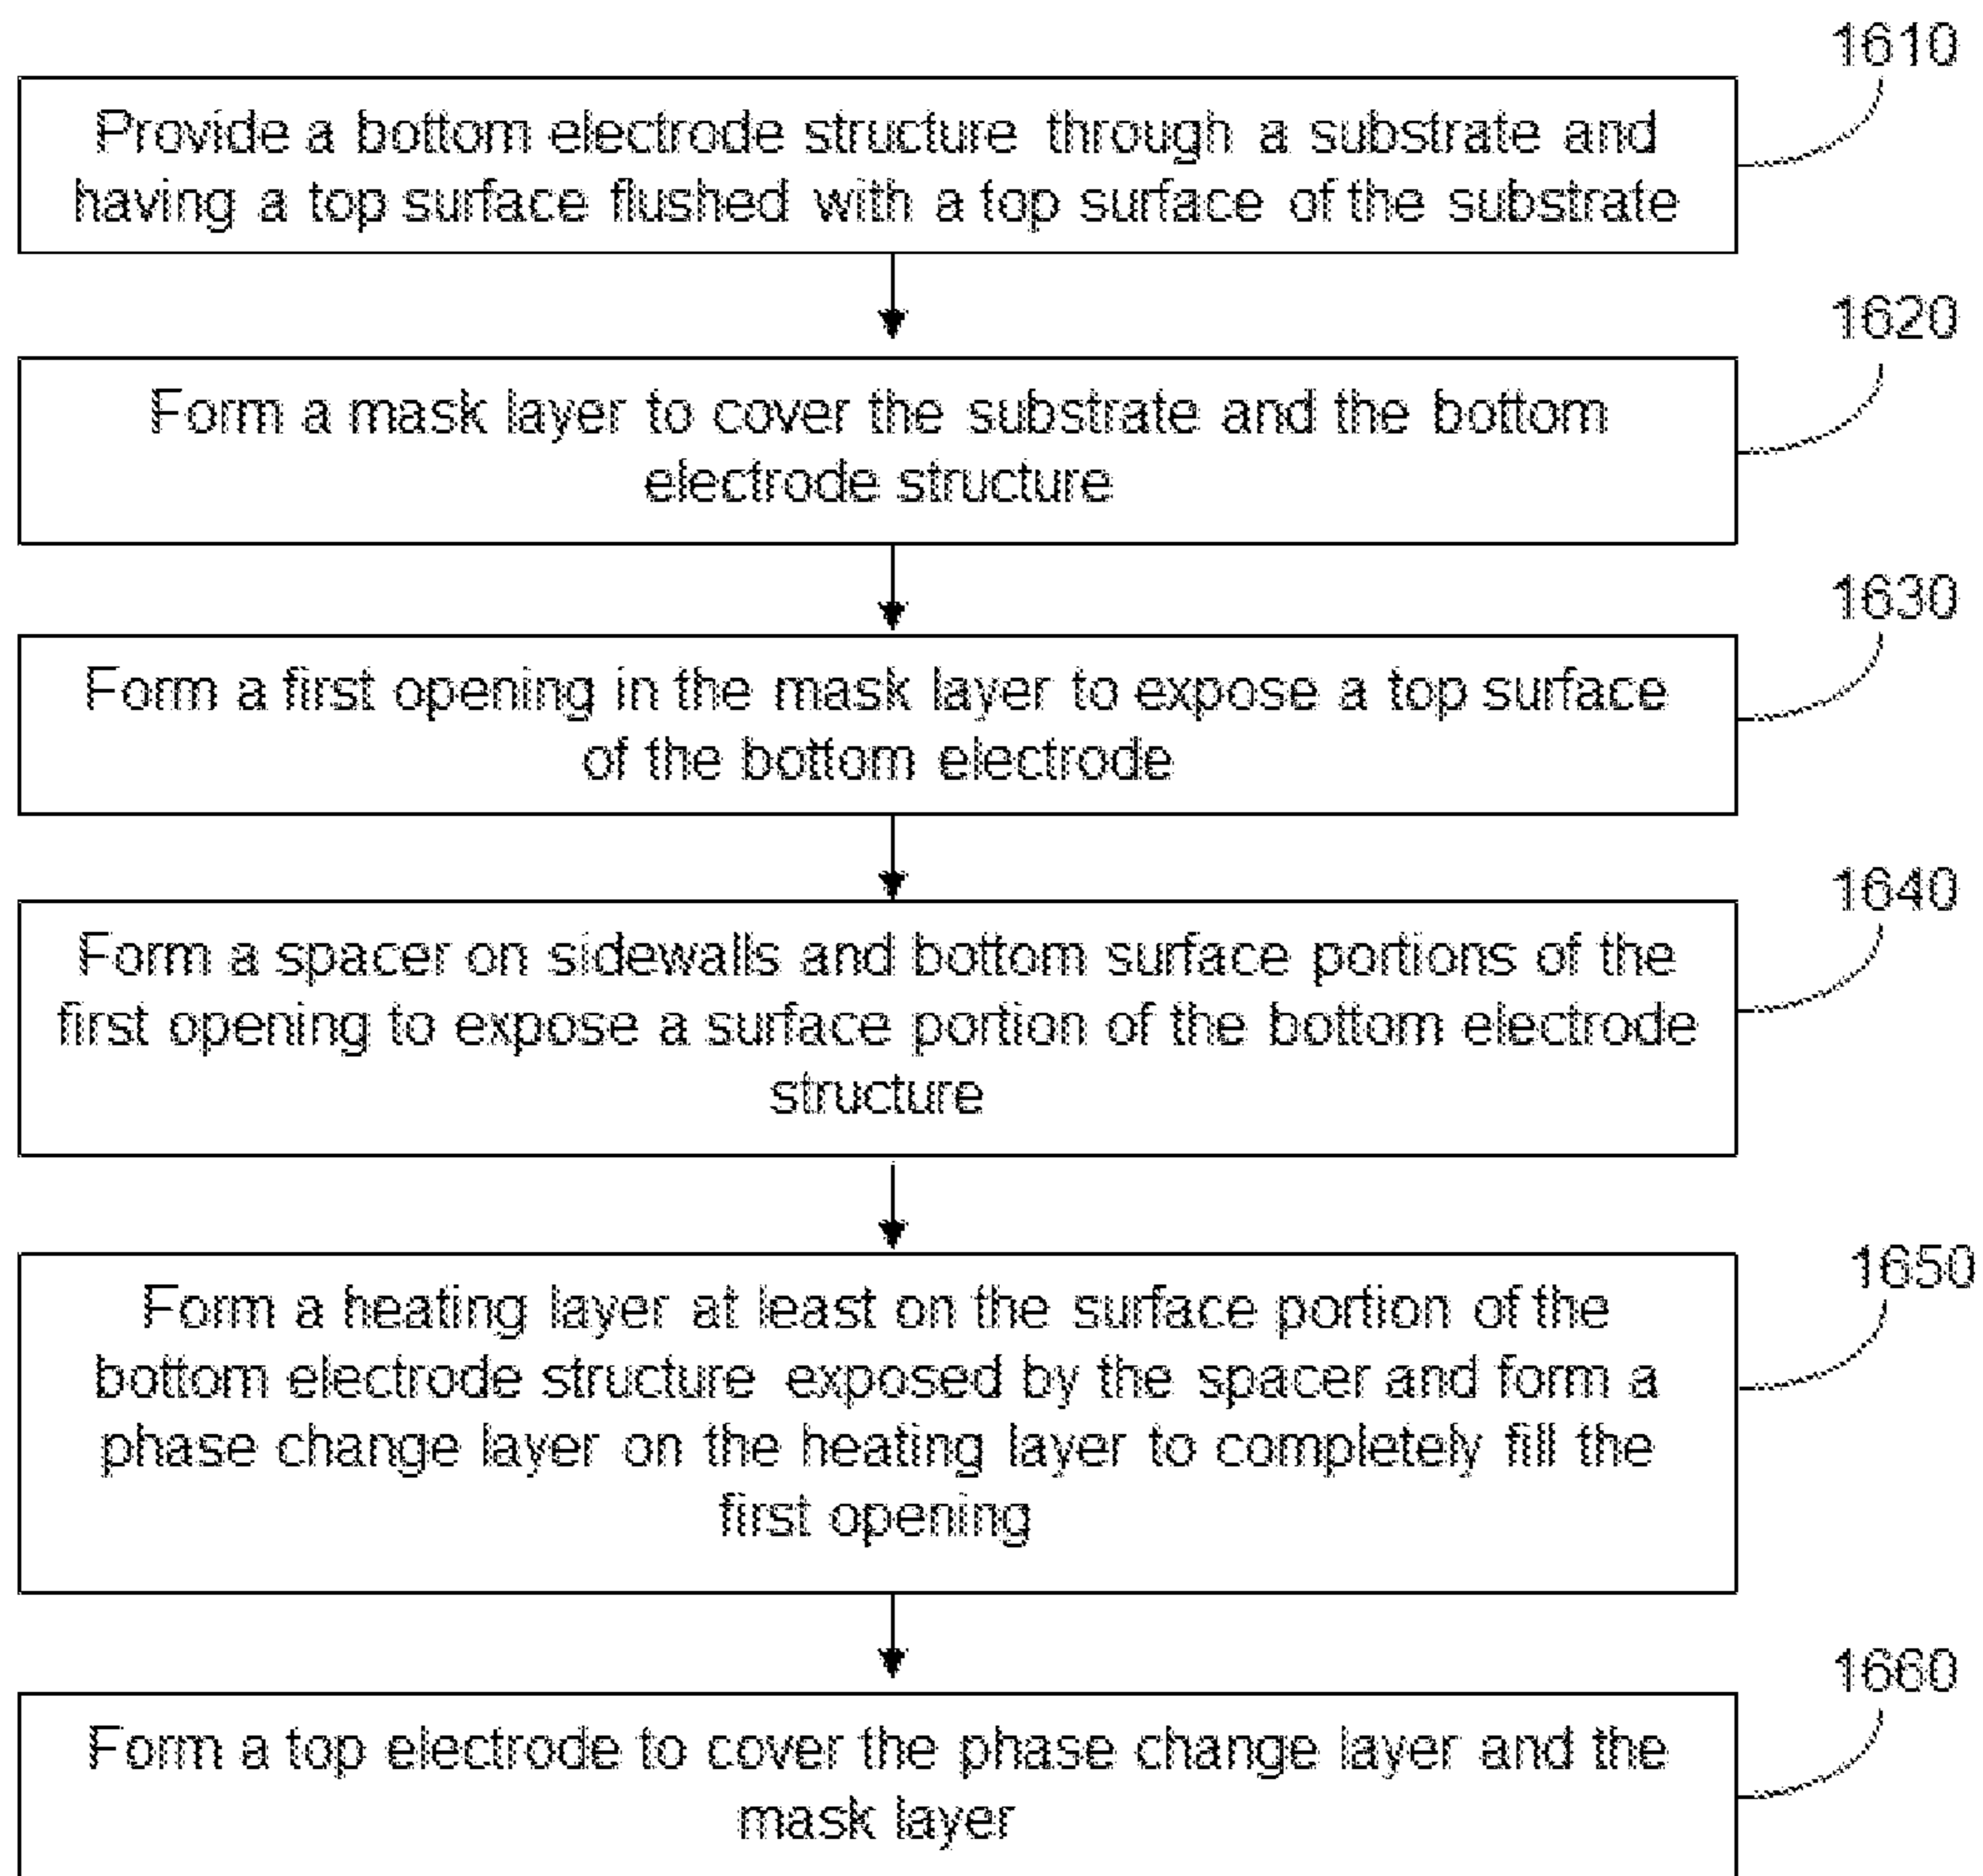 1610
Provide a bottom electrode structure through a substrate and
having a top surface flushed with a top surface of the substrate
1620
Form a mask layer to cover the substrate and the bottom
electrode structure
1630
Form a first opening in the mask layer to expose a top surface
of the bottom electrode
1640
Form a spacer on sidewalls and bottom surface portions of the
first opening to expose a surface portion of the bottom electrode
structure
1650
Form a heating layer at least on the surface portion of the
bottom electrode structure exposed by the spacer and form a
phase change layer on the heating layer to completely fill the
first opening
1660
Form a top electrode to cover the phase change layer and the
mask layer